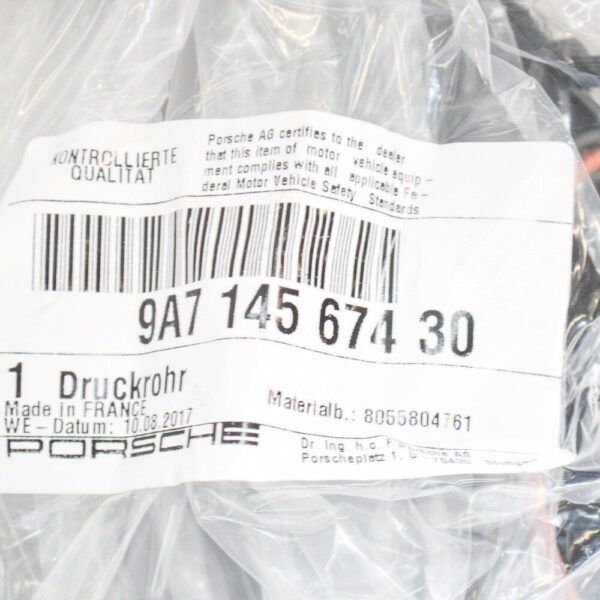 KONTROLLIERTE
QUALITÄT
Porsche AG certifies to the dealer
that this item of motor vehicle equip-
ment complies with all applicable Fe-
deral Motor Vehicle Safety Standards
9A7 145 674 30
1 Druckrohr
Made in FRANCE
WE - Datum: 10.08.2017
Materialb.: 8055804761
PORSCHE
Dr. Ing. h.c. F.
Porscheplatz 1, AG